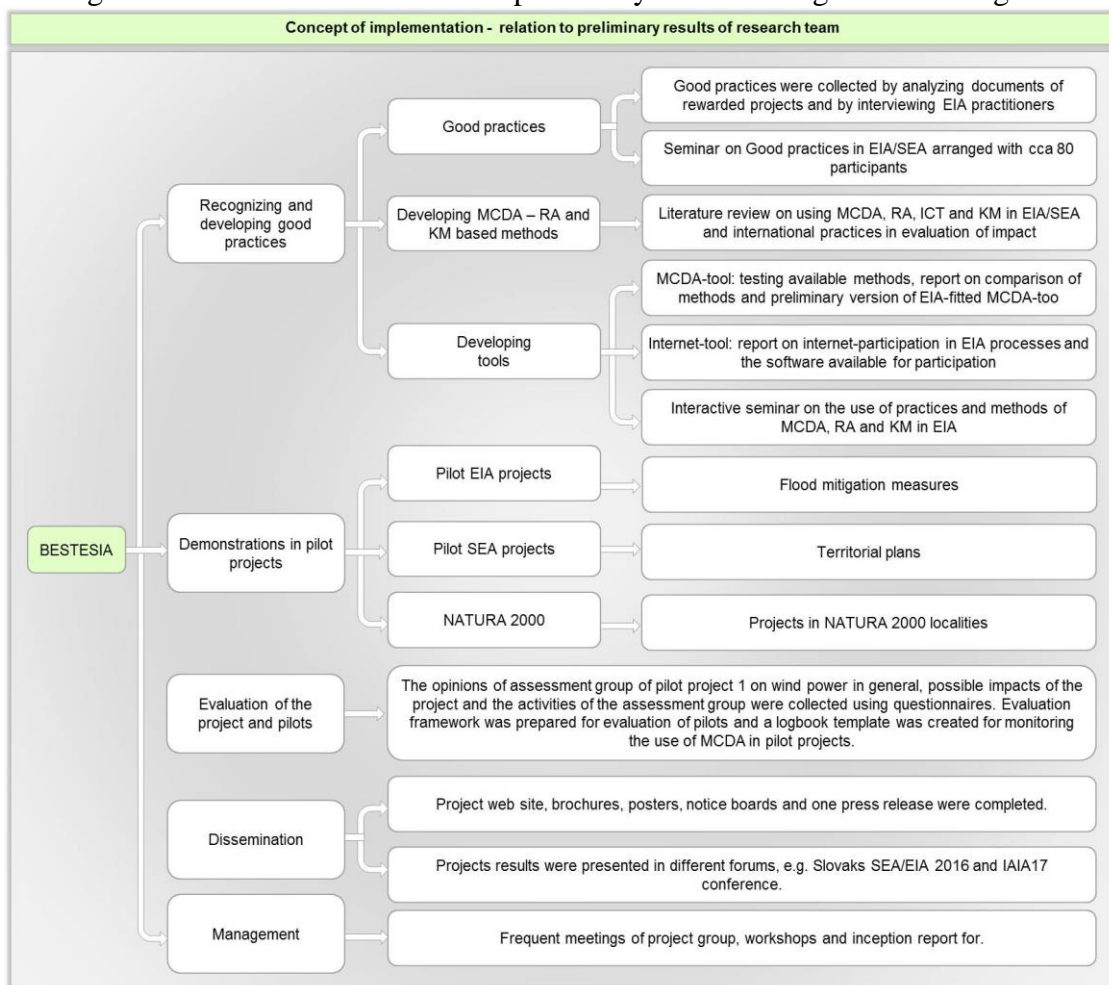 Concept of implementation - relation to preliminary results of research team
Good practices were collected by analyzing documents of
rewarded projects and by interviewing EIA practitioners
Good practices
Seminar on Good practices in EIA/SEA arranged with cca 80
participants
Recognizing and
developing good
practices
Developing MCDA – RA and
KM based methods
Literature review on using MCDA, RA, ICT and KM in EIA/SEA
and international practices in evaluation of impact
MCDA-tool: testing available methods, report on comparison of
methods and preliminary version of EIA-fitted MCDA-too
Developing
tools
Internet-tool: report on internet-participation in EIA processes and
the software available for participation
Interactive seminar on the use of practices and methods of
MCDA, RA and KM in EIA
Pilot EIA projects
Flood mitigation measures
BESTESIA
Demonstrations in pilot
projects
Pilot SEA projects
Territorial plans
NATURA 2000
Projects in NATURA 2000 localities
Evaluation of the
project and pilots
The opinions of assessment group of pilot project 1 on wind power in general, possible impacts of the
project and the activities of the assessment group were collected using questionnaires. Evaluation
framework was prepared for evaluation of pilots and a logbook template was created for monitoring
the use of MCDA in pilot projects.
Dissemination
Project web site, brochures, posters, notice boards and one press release were completed.
Projects results were presented in different forums, e.g. Slovaks SEA/EIA 2016 and IAIA17
conference.
Management
Frequent meetings of project group, workshops and inception report for.